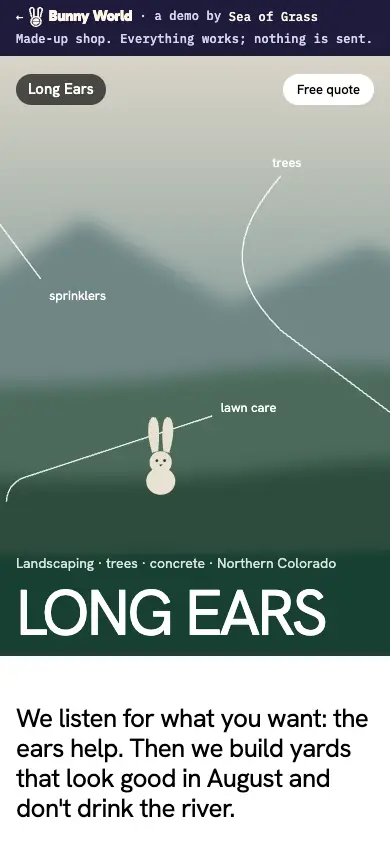 ← Bunny World · a demo by Sea of Grass
Made-up shop. Everything works; nothing is sent.
Long Ears
Free quote
trees
sprinklers
lawn care
Landscaping · trees · concrete · Northern Colorado
LONG EARS
We listen for what you want: the
ears help. Then we build yards
that look good in August and
don't drink the river.